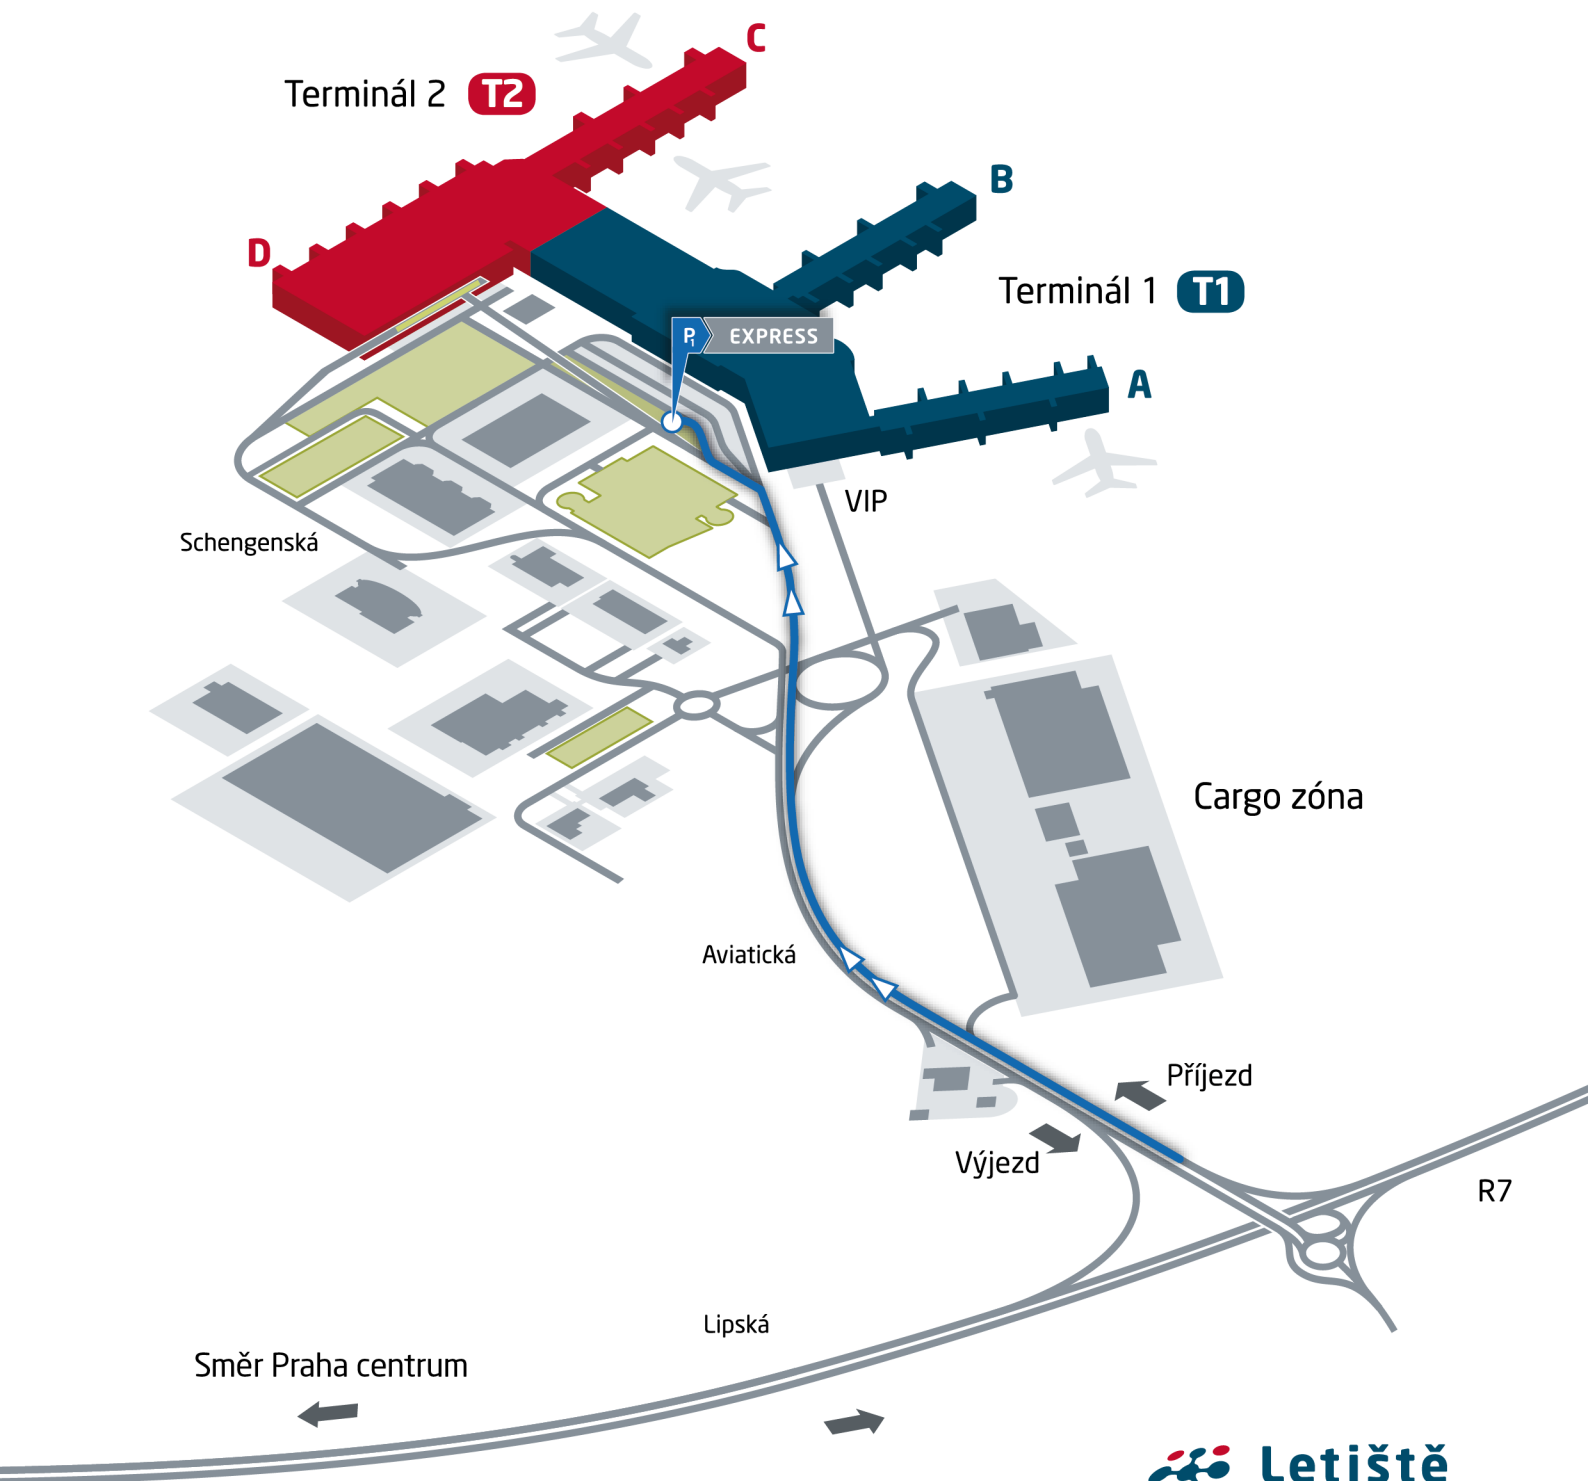 C
Terminál 2 T2
B
D
Terminál 1 T1
P1 EXPRESS
A
VIP
Schengenská
Cargo zóna
Aviatická
Příjezd
Výjezd
R7
Lipská
Směr Praha centrum
Letiště